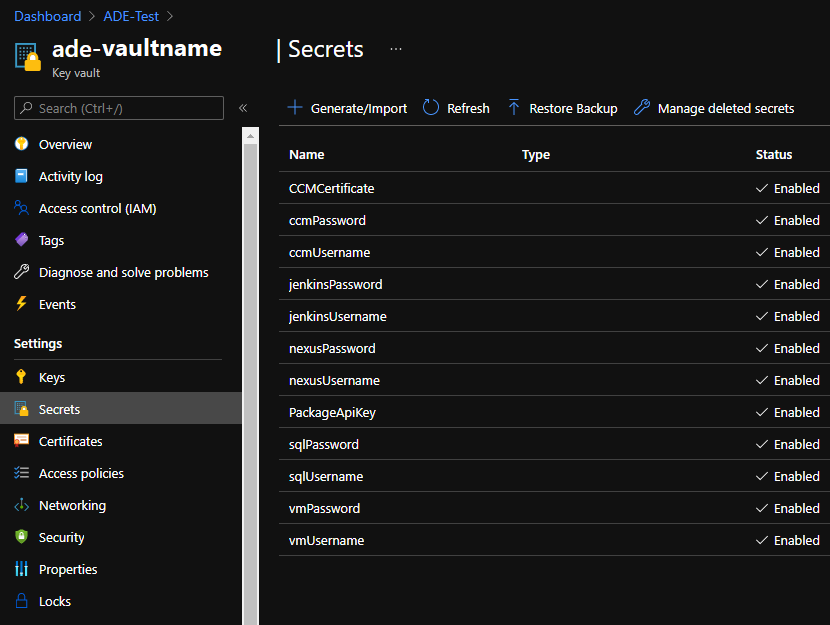 Dashboard > ADE-Test >
ade-vaultname | Secrets ...
Key vault
Search (Ctrl+/) «
Overview
Activity log
Access control (IAM)
Tags
Diagnose and solve problems
Events
Settings
Keys
Secrets
Certificates
Access policies
Networking
Security
Properties
Locks
Generate/Import Refresh Restore Backup Manage deleted secrets
Name Type Status
CCMCertificate Enabled
ccmPassword Enabled
ccmUsername Enabled
jenkinsPassword Enabled
jenkinsUsername Enabled
nexusPassword Enabled
nexusUsername Enabled
PackageApiKey Enabled
sqlPassword Enabled
sqlUsername Enabled
vmPassword Enabled
vmUsername Enabled